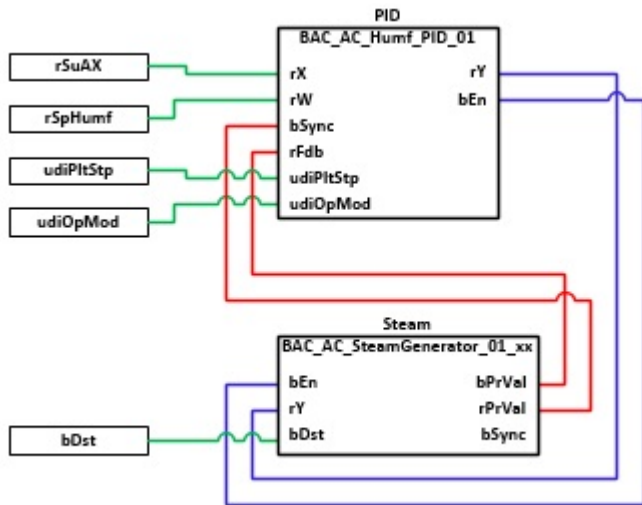 PID
BAC_AC_Humf_PID_01
rSuAX
rX
rY
rW
bEn
rSpHumf
bSync
rFdb
udiPltStp
udiPltStp
udiOpMod
udiOpMod
Steam
BAC_AC_SteamGenerator_01_xx
bEn
bPrVal
rY
rPrVal
bDst
bDst
bSync